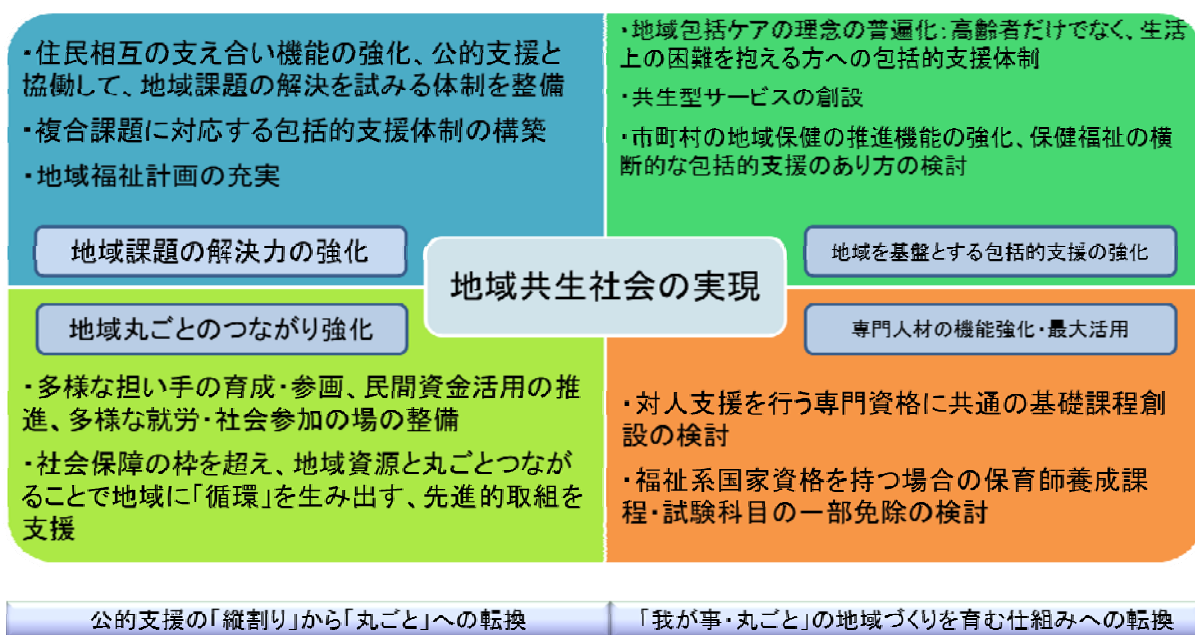 ・住民相互の支え合い機能の強化、公的支援と
協働して、地域課題の解決を試みる体制を整備
・複合課題に対応する包括的支援体制の構築
・地域福祉計画の充実
地域課題の解決力の強化
・地域包括ケアの理念の普遍化:高齢者だけでなく、生活
上の困難を抱える方への包括的支援体制
・共生型サービスの創設
・市町村の地域保健の推進機能の強化、保健福祉の横
断的な包括的支援のあり方の検討
地域を基盤とする包括的支援の強化
地域共生社会の実現
地域丸ごとのつながり強化
・多様な担い手の育成・参画、民間資金活用の推
進、多様な就労・社会参加の場の整備
・社会保障の枠を超え、地域資源と丸ごとつなが
ることで地域に「循環」を生み出す、先進的取組を
支援
専門人材の機能強化・最大活用
・対人支援を行う専門資格に共通の基礎課程創
設の検討
・福祉系国家資格を持つ場合の保育師養成課
程・試験科目の一部免除の検討
公的支援の「縦割り」から「丸ごと」への転換
「我が事・丸ごと」の地域づくりを育む仕組みへの転換